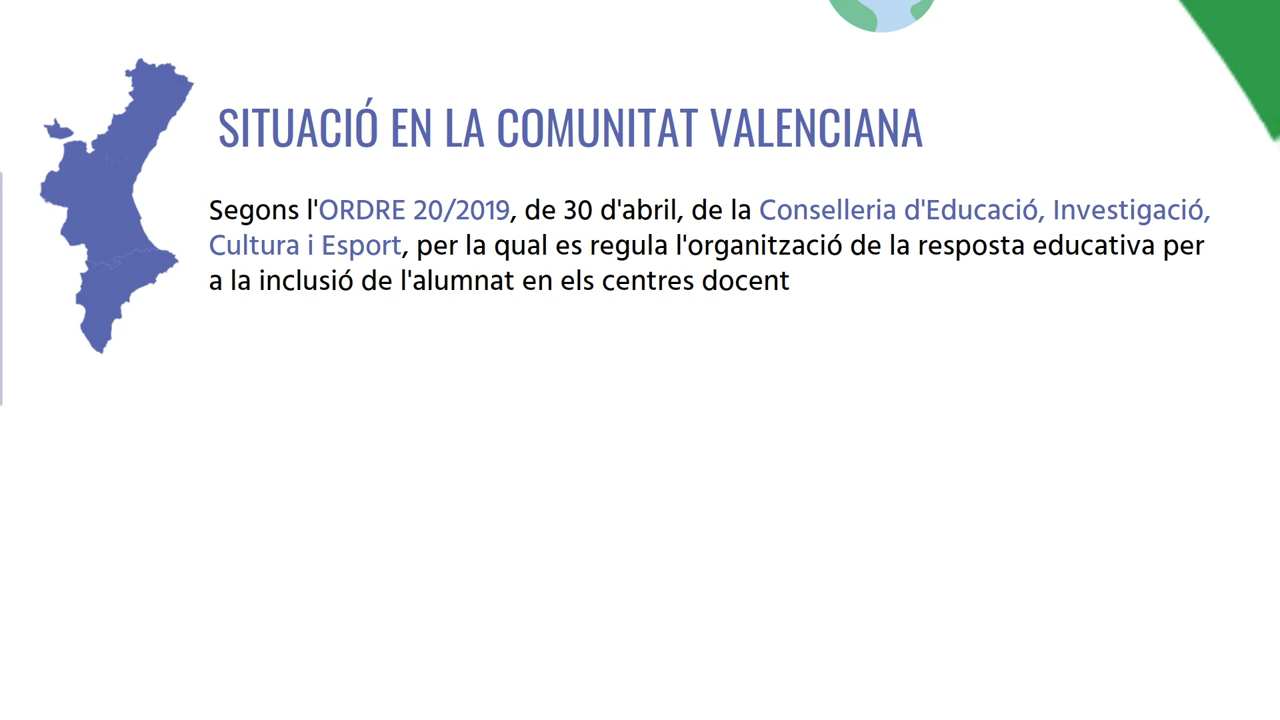 SITUACIÓ EN LA COMUNITAT VALENCIANA
Segons l'ORDRE 20/2019, de 30 d'abril, de la Conselleria d'Educació, Investigació,
Cultura i Esport, per la qual es regula l'organització de la resposta educativa per
a la inclusió de l'alumnat en els centres docent